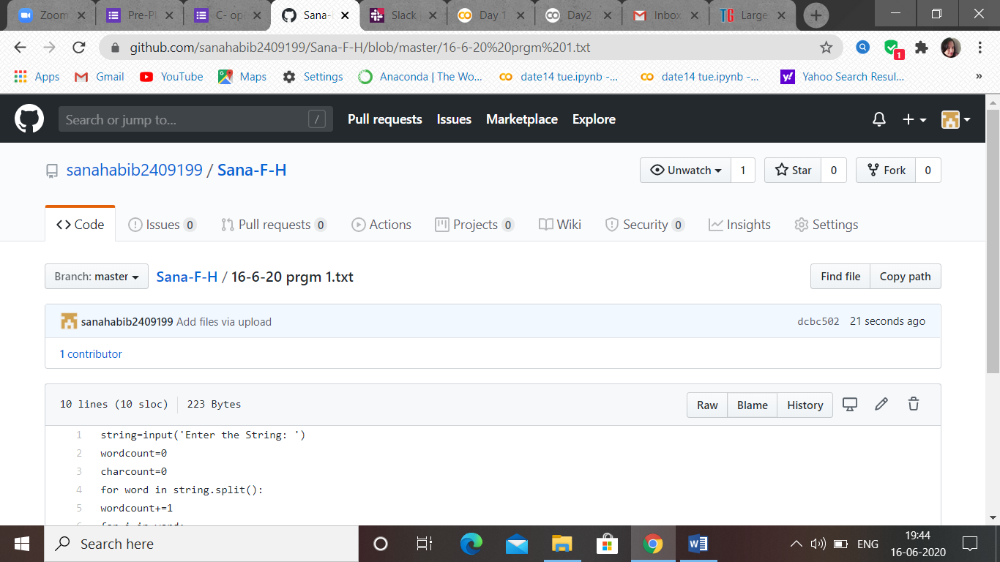 Zoom Pre-Pl C- ope Sana- Slack Day 1 Day2 Inbox Large
github.com/sanahabib2409199/Sana-F-H/blob/master/16-6-20%20prgm%201.txt 1
Apps Gmail YouTube Maps Settings Anaconda | The Wo... date14 tue.ipynb -... date14 tue.ipynb -... Yahoo Search Resul... »
Search or jump to... / Pull requests Issues Marketplace Explore
sanahabib2409199 / Sana-F-H Unwatch 1 Star 0 Fork 0
<> Code Issues 0 Pull requests 0 Actions Projects 0 Wiki Security 0 Insights Settings
Branch: master Sana-F-H / 16-6-20 prgm 1.txt Find file Copy path
sanahabib2409199 Add files via upload dcbc502 21 seconds ago
1 contributor
10 lines (10 sloc) 223 Bytes Raw Blame History
1 string=input('Enter the String: ')
2 wordcount=0
3 charcount=0
4 for word in string.split():
5 wordcount+=1
6 for i in word:
Search here ENG 19:44
16-06-2020